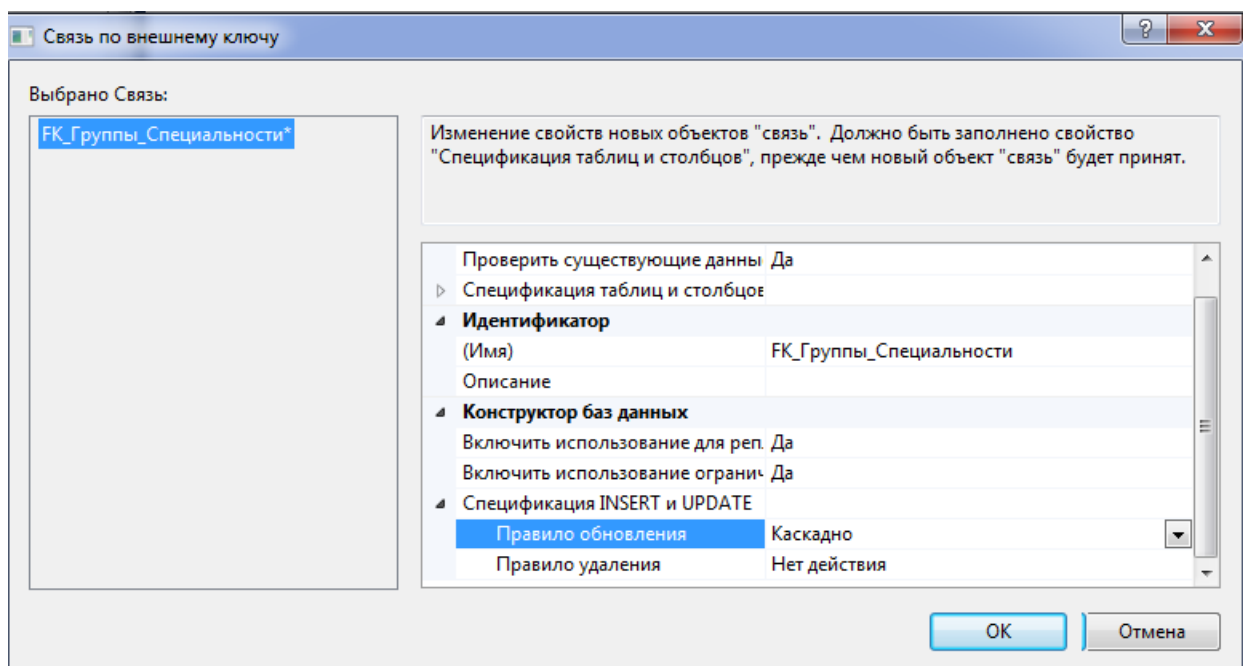 Связь по внешнему ключу
Выбрано Связь:
FK_Группы_Специальности*
Изменение свойств новых объектов "связь". Должно быть заполнено свойство
"Спецификация таблиц и столбцов", прежде чем новый объект "связь" будет принят.
Проверить существующие данны Да
Спецификация таблиц и столбцов
Идентификатор
(Имя) FK_Группы_Специальности
Описание
Конструктор баз данных
Включить использование для реп. Да
Включить использование огранич Да
Спецификация INSERT и UPDATE
Правило обновления Каскадно
Правило удаления Нет действия
OK Отмена